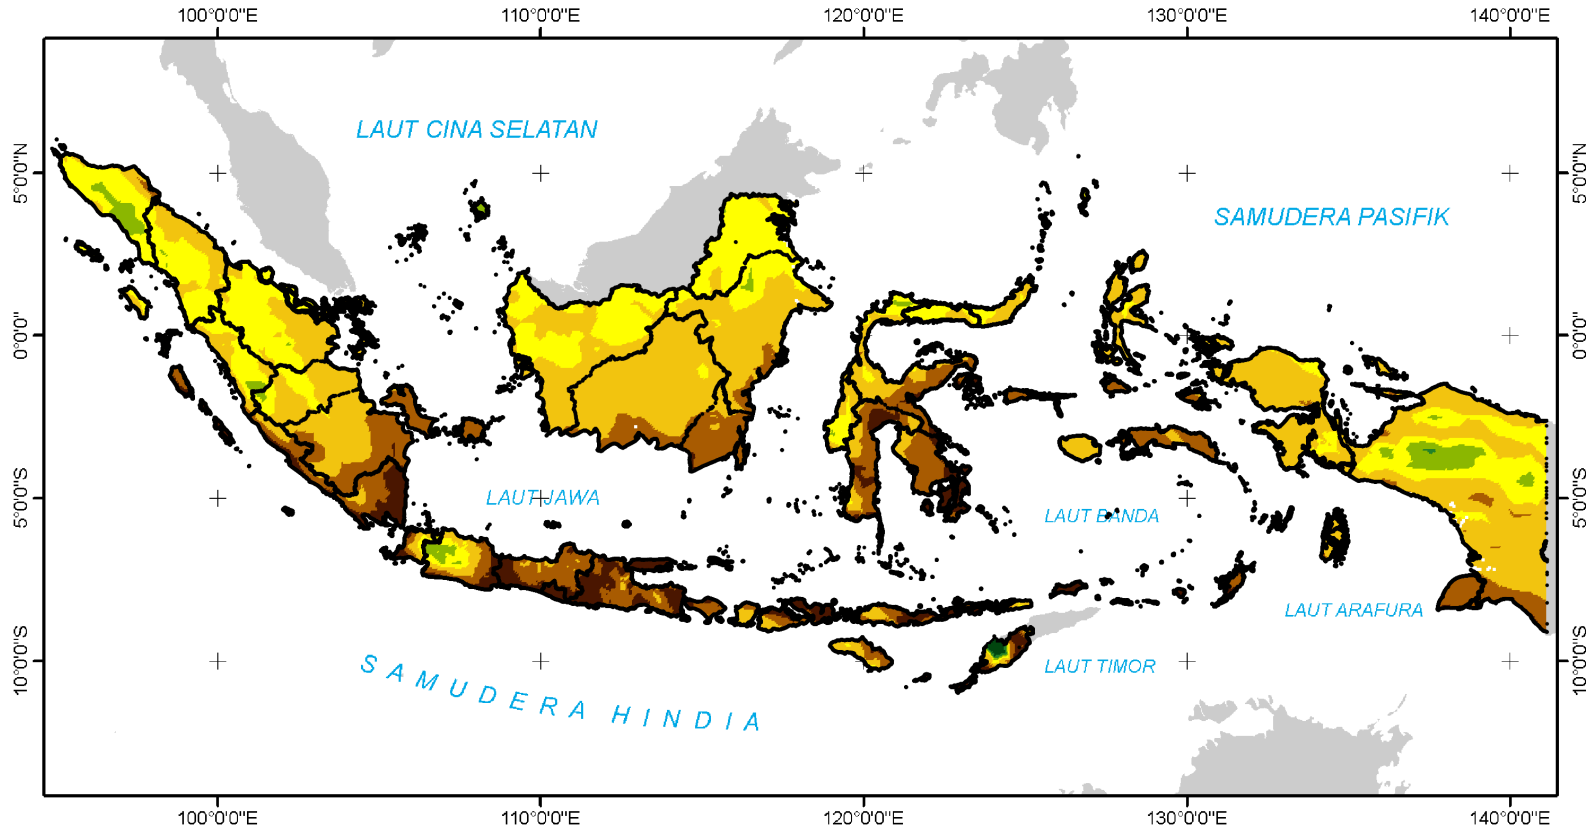 100°0'0"E 110°0'0"E 120°0'0"E 130°0'0"E 140°0'0"E
LAUT CINA SELATAN
5°0'0"N 5°0'0"N
SAMUDERA PASIFIK
0°0'0" 0°0'0"
5°0'0"S LAUT JAWA 5°0'0"S
LAUT BANDA
LAUT ARAFURA
10°0'0"S LAUT TIMOR 10°0'0"S
SAMUDERA HINDIA
100°0'0"E 110°0'0"E 120°0'0"E 130°0'0"E 140°0'0"E